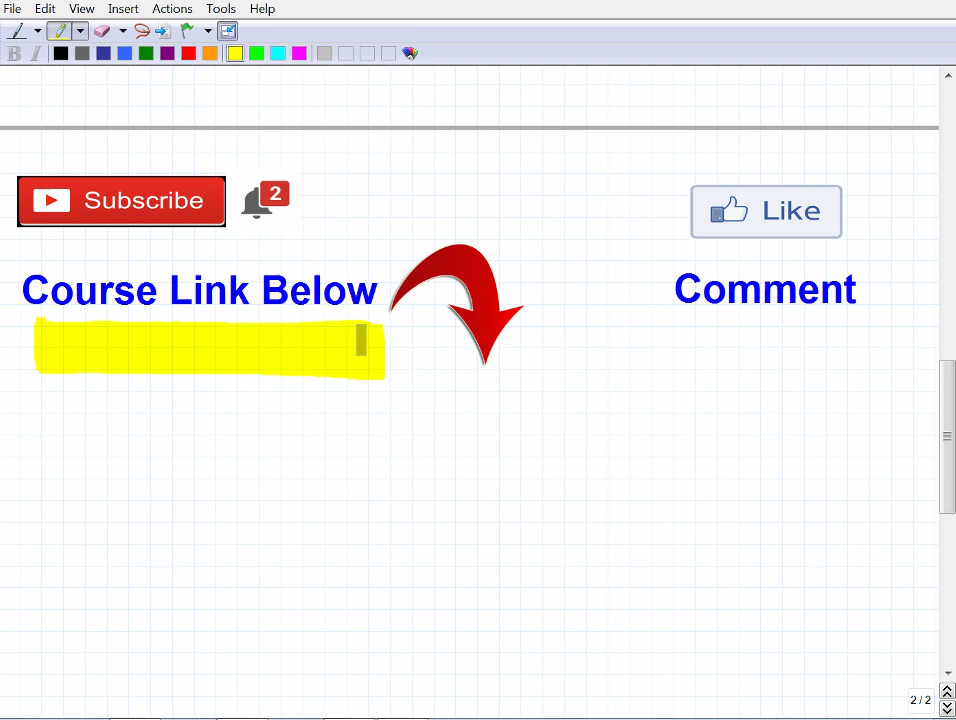 File Edit View Insert Actions Tools Help
B I
Subscribe 2
Like
Course Link Below
Comment
2 / 2